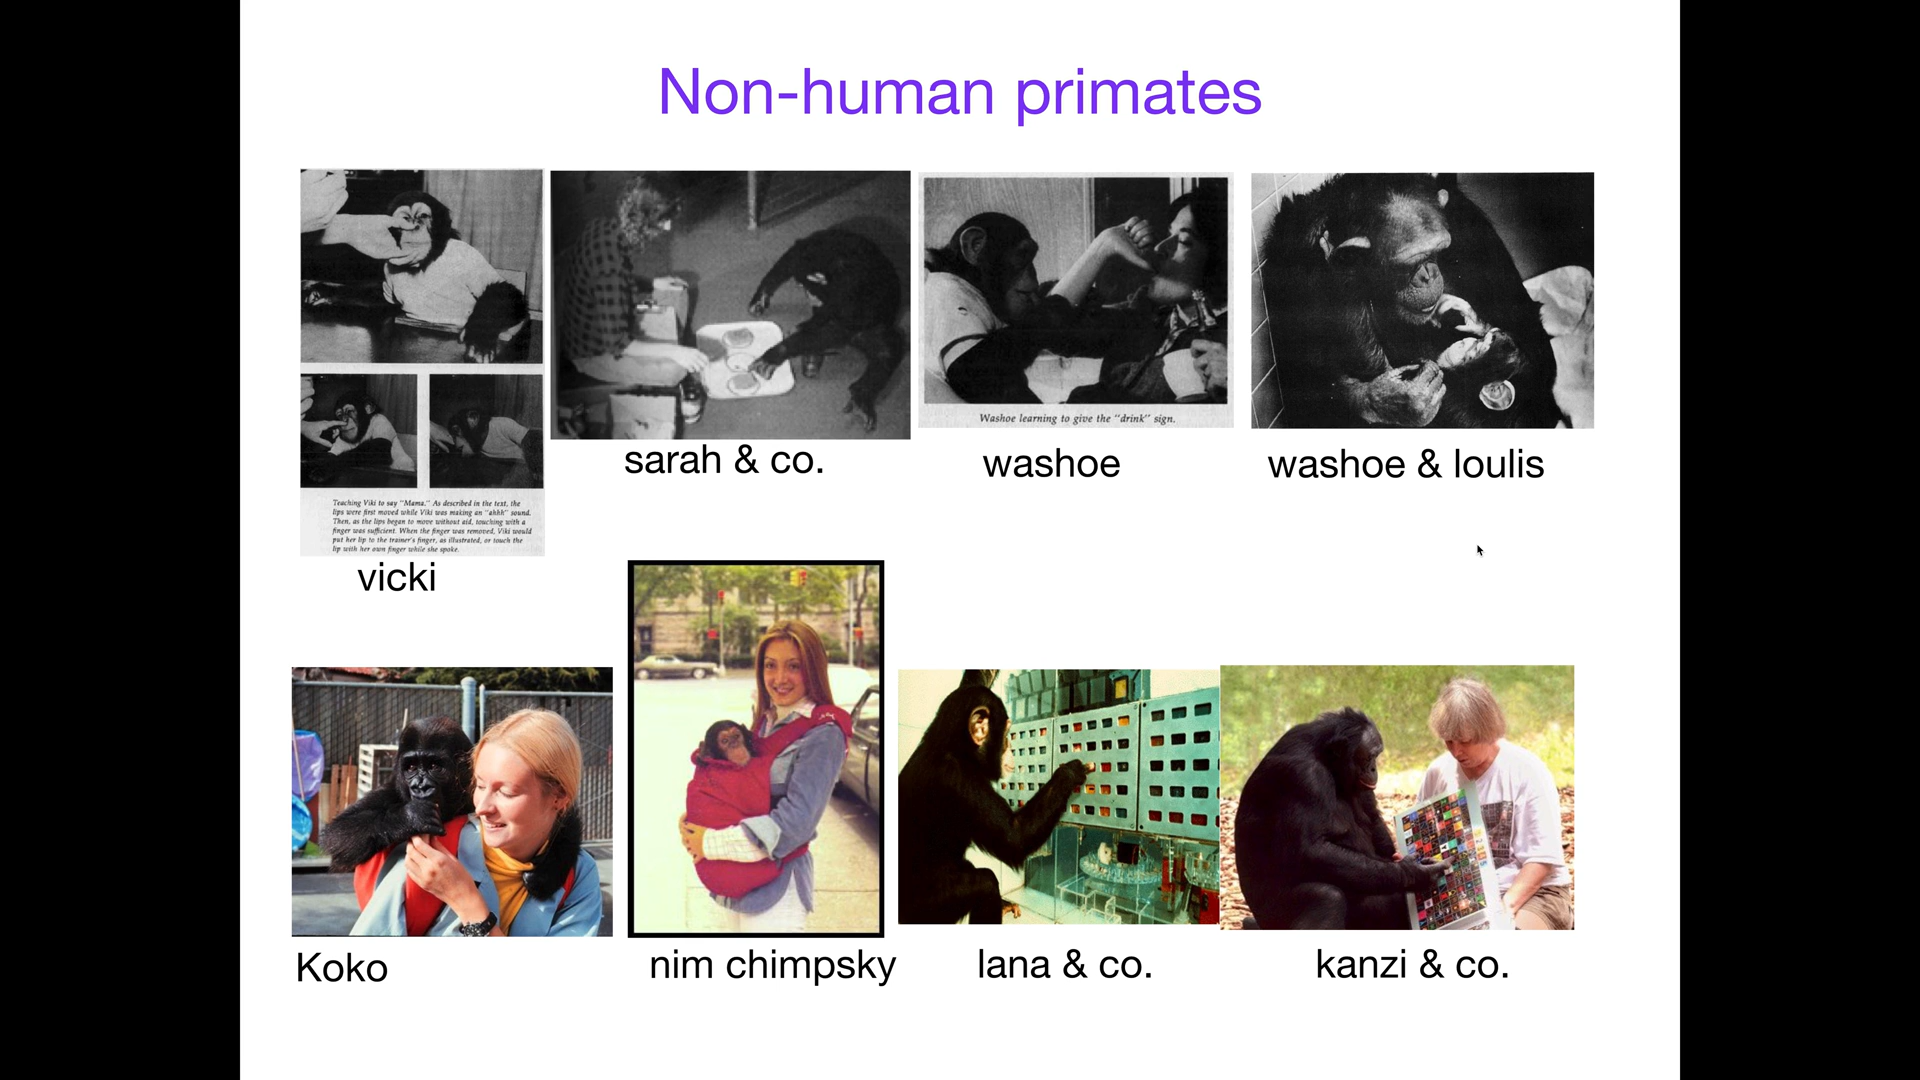 Non-human primates
Washoe learning to give the "drink" sign.
sarah & co.
washoe
washoe & loulis
Teaching Viki to say "Mama." As described in the text, the
lips were first moved while Viki was making an "ahhh" sound.
Then, as the lips began to move without aid, touching with a
finger was sufficient. When the finger was removed, Viki would
put her lip to the trainer's finger, as illustrated, or touch the
lip with her own finger while she spoke.
vicki
Koko
nim chimpsky
lana & co.
kanzi & co.